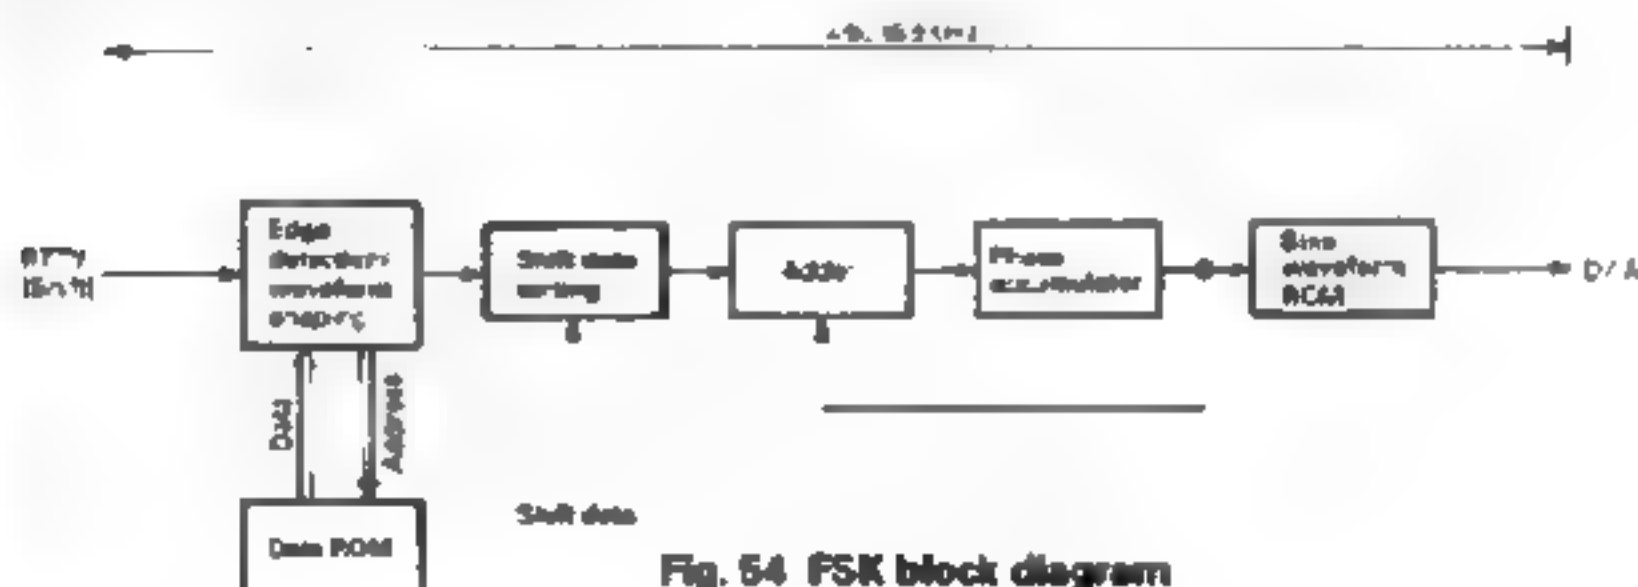 Edge
detection/
waveform
shaping
Shift data
setting
Adder
Phase
accumulator
Sine
waveform
ROM
D/A
Data
Address
Data ROM
Shift data
Fig. 54 FSK block diagram